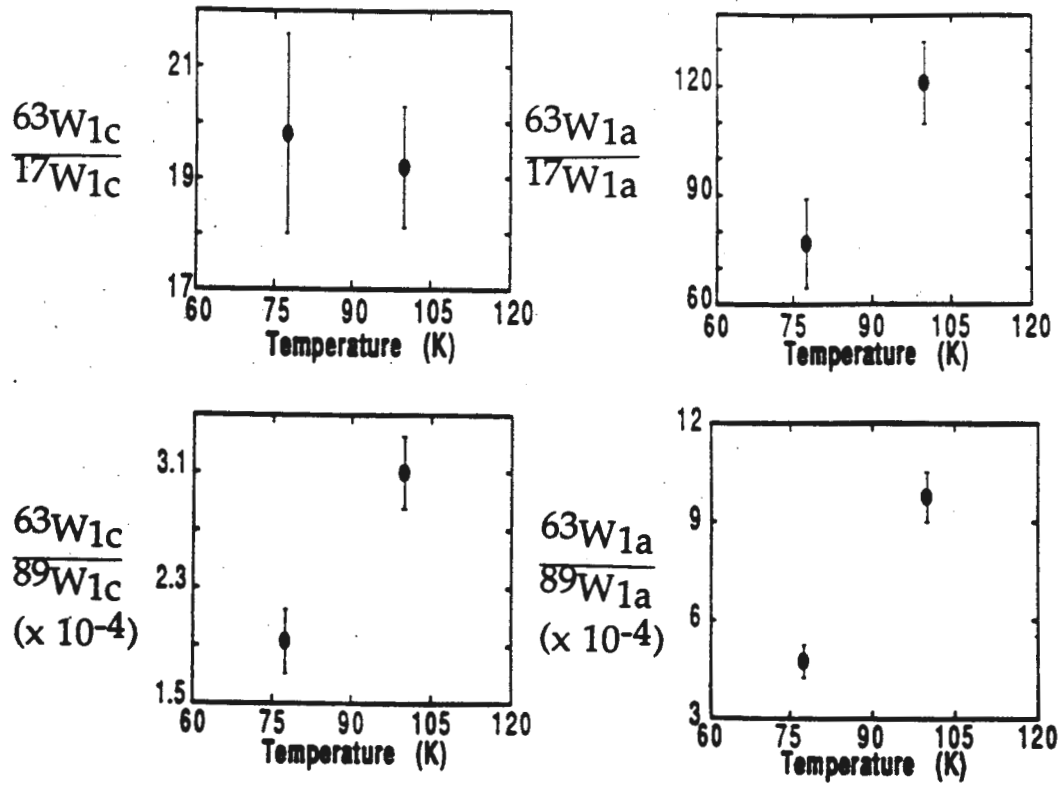 21
19
17
63W1c
17W1c
60 75 90 105 120
Temperature (K)
120
90
60
63W1a
17W1a
60 75 90 105 120
Temperature (K)
3.1
2.3
1.5
63W1c
89W1c
(x 10-4)
60 75 90 105 120
Temperature (K)
12
9
6
3
63W1a
89W1a
(x 10-4)
60 75 90 105 120
Temperature (K)